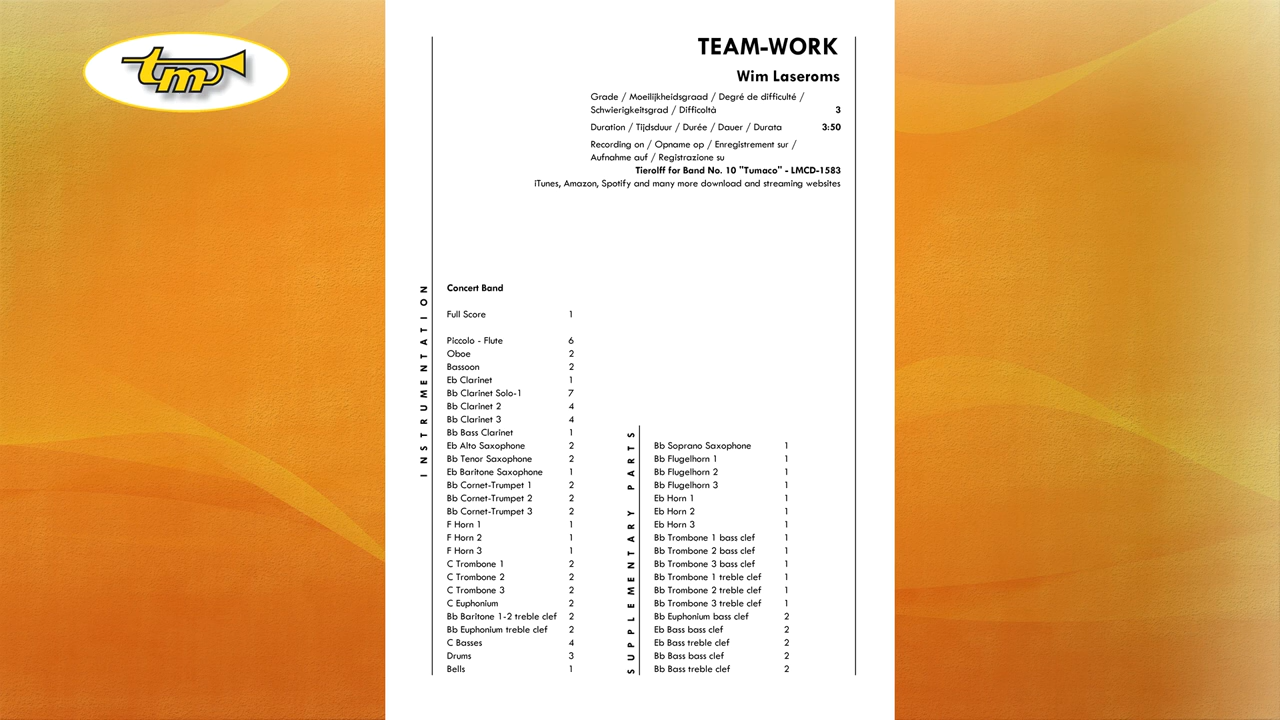 tm
TEAM-WORK
Wim Laseroms
Grade / Moeilijkheidsgraad / Degré de difficulté /
Schwierigkeitsgrad / Difficoltà 3
Duration / Tijdsduur / Durée / Dauer / Durata 3:50
Recording on / Opname op / Enregistrement sur /
Aufnahme auf / Registrazione su
Tierolff for Band No. 10 "Tumaco" - LMCD-1583
iTunes, Amazon, Spotify and many more download and streaming websites
INSTRUMENTATION
Concert Band
Full Score 1
Piccolo - Flute 6
Oboe 2
Bassoon 2
Eb Clarinet 1
Bb Clarinet Solo-1 7
Bb Clarinet 2 4
Bb Clarinet 3 4
Bb Bass Clarinet 1
Eb Alto Saxophone 2
Bb Tenor Saxophone 2
Eb Baritone Saxophone 1
Bb Cornet-Trumpet 1 2
Bb Cornet-Trumpet 2 2
Bb Cornet-Trumpet 3 2
F Horn 1 1
F Horn 2 1
F Horn 3 1
C Trombone 1 2
C Trombone 2 2
C Trombone 3 2
C Euphonium 2
Bb Baritone 1-2 treble clef 2
Bb Euphonium treble clef 2
C Basses 4
Drums 3
Bells 1
SUPPLEMENTARY PARTS
Bb Soprano Saxophone 1
Bb Flugelhorn 1 1
Bb Flugelhorn 2 1
Bb Flugelhorn 3 1
Eb Horn 1 1
Eb Horn 2 1
Eb Horn 3 1
Bb Trombone 1 bass clef 1
Bb Trombone 2 bass clef 1
Bb Trombone 3 bass clef 1
Bb Trombone 1 treble clef 1
Bb Trombone 2 treble clef 1
Bb Trombone 3 treble clef 1
Bb Euphonium bass clef 2
Eb Bass bass clef 2
Eb Bass treble clef 2
Bb Bass bass clef 2
Bb Bass treble clef 2